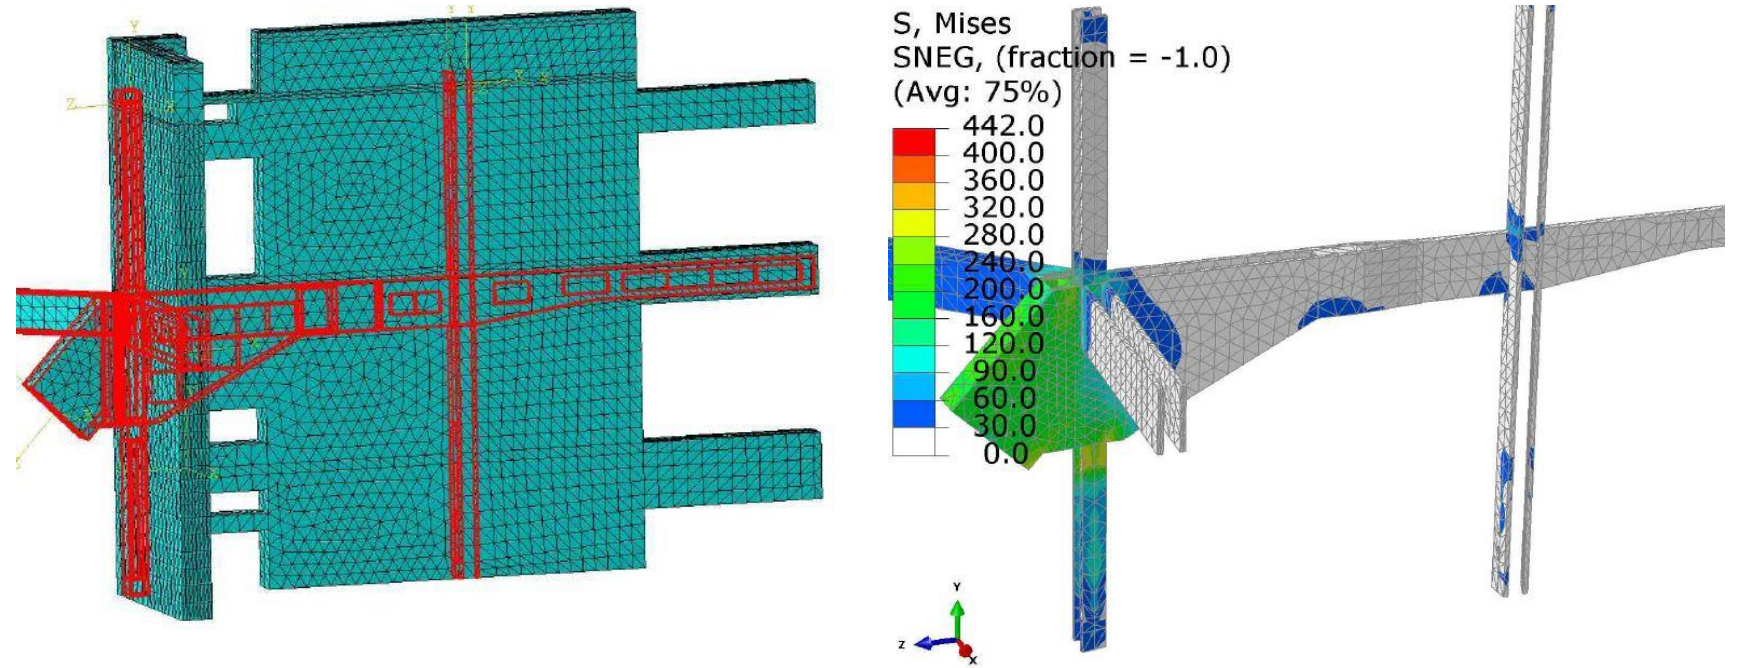 Y
Y Y
Z
S, Mises
SNEG, (fraction = -1.0)
(Avg: 75%)
442.0
400.0
360.0
320.0
280.0
240.0
200.0
160.0
120.0
90.0
60.0
30.0
0.0
Y
Z
X